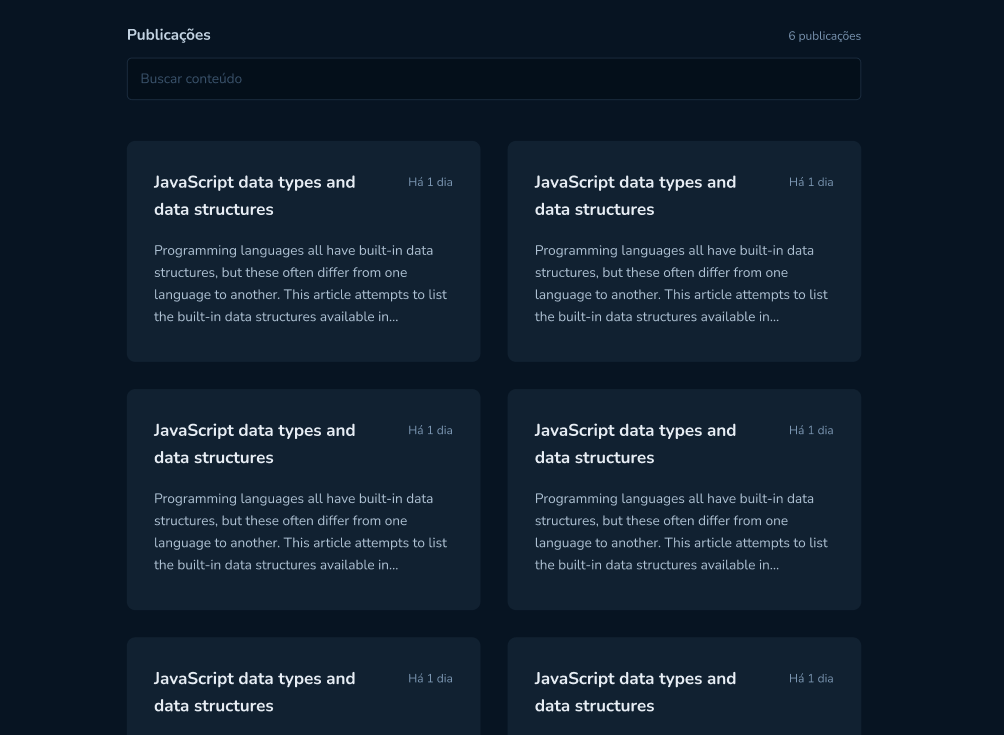 Publicações
6 publicações
Buscar conteúdo
JavaScript data types and
data structures
Há 1 dia
Programming languages all have built-in data
structures, but these often differ from one
language to another. This article attempts to list
the built-in data structures available in...
JavaScript data types and
data structures
Há 1 dia
Programming languages all have built-in data
structures, but these often differ from one
language to another. This article attempts to list
the built-in data structures available in...
JavaScript data types and
data structures
Há 1 dia
Programming languages all have built-in data
structures, but these often differ from one
language to another. This article attempts to list
the built-in data structures available in...
JavaScript data types and
data structures
Há 1 dia
Programming languages all have built-in data
structures, but these often differ from one
language to another. This article attempts to list
the built-in data structures available in...
JavaScript data types and
data structures
Há 1 dia
JavaScript data types and
data structures
Há 1 dia